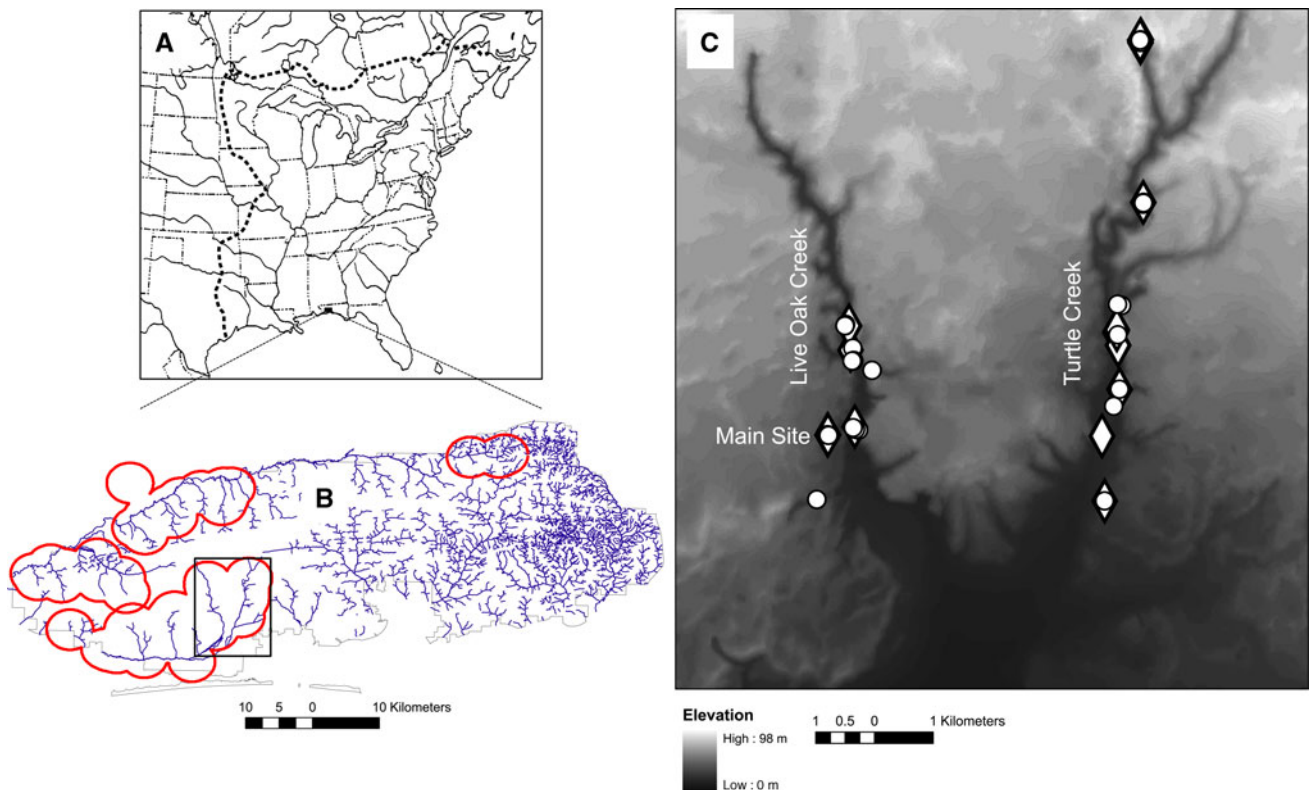 A
B
10 5 0 10 Kilometers
C
Live Oak Creek
Turtle Creek
Main Site
Elevation
High : 98 m
Low : 0 m
1 0.5 0 1 Kilometers